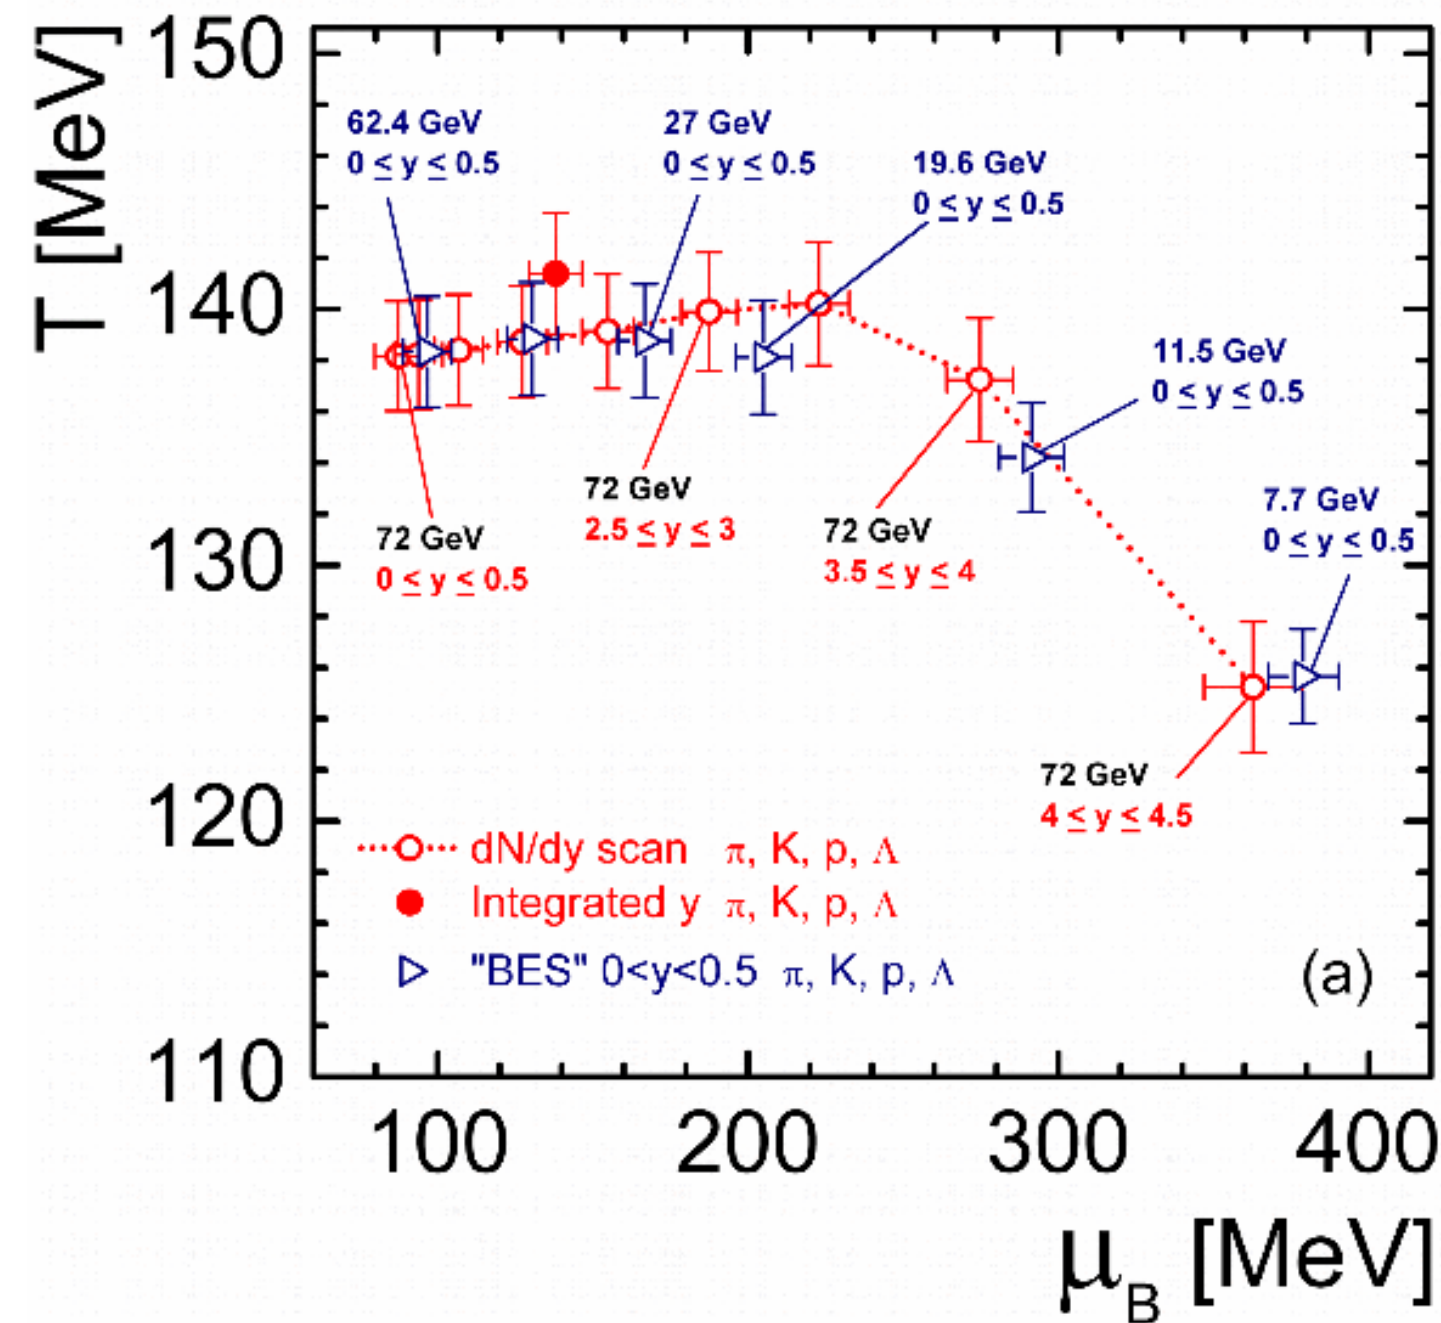 T [MeV]
150
140
130
120
110
62.4 GeV
0 ≤ y ≤ 0.5
27 GeV
0 ≤ y ≤ 0.5
19.6 GeV
0 ≤ y ≤ 0.5
11.5 GeV
0 ≤ y ≤ 0.5
7.7 GeV
0 ≤ y ≤ 0.5
72 GeV
0 ≤ y ≤ 0.5
72 GeV
2.5 ≤ y ≤ 3
72 GeV
3.5 ≤ y ≤ 4
72 GeV
4 ≤ y ≤ 4.5
dN/dy scan π, K, p, Λ
Integrated y π, K, p, Λ
"BES" 0<y<0.5 π, K, p, Λ
(a)
100 200 300 400
μB [MeV]